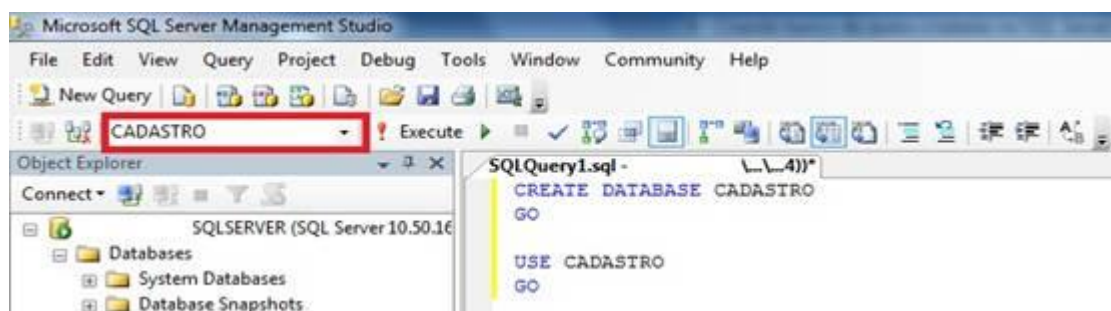 Microsoft SQL Server Management Studio
File Edit View Query Project Debug Tools Window Community Help
New Query
CADASTRO
Execute
Object Explorer
Connect
SQLSERVER (SQL Server 10.50.16
Databases
System Databases
Database Snapshots
SQLQuery1.sql - \...\...4))*
CREATE DATABASE CADASTRO
GO
USE CADASTRO
GO